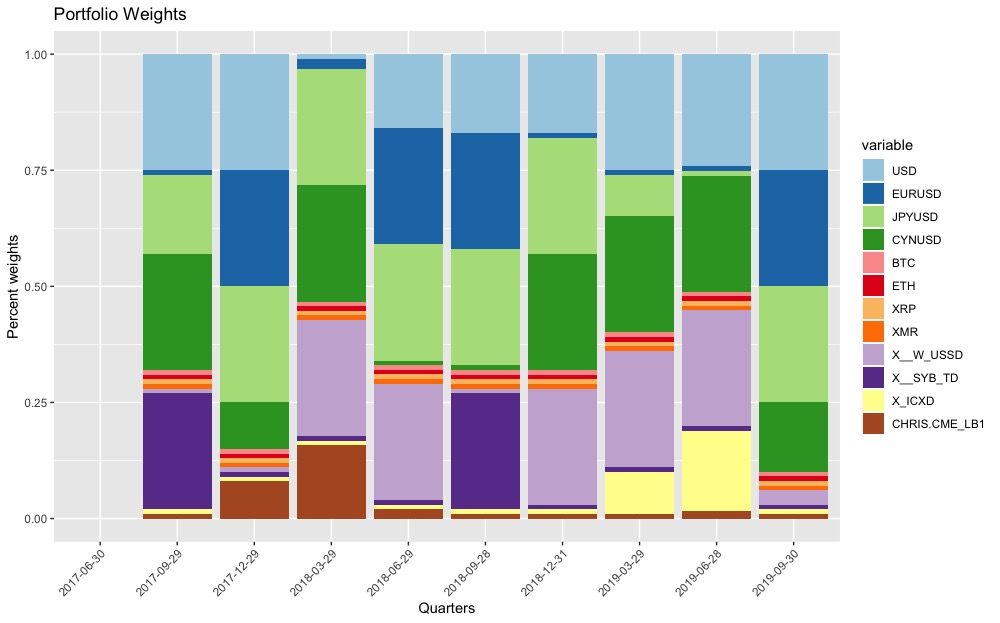 Portfolio Weights
Percent weights
1.00
0.75
0.50
0.25
0.00
2017-06-30
2017-09-29
2017-12-29
2018-03-29
2018-06-29
2018-09-28
2018-12-31
2019-03-29
2019-06-28
2019-09-30
Quarters
variable
USD
EURUSD
JPYUSD
CYNUSD
BTC
ETH
XRP
XMR
X__W_USSD
X__SYB_TD
X_ICXD
CHRIS.CME_LB1